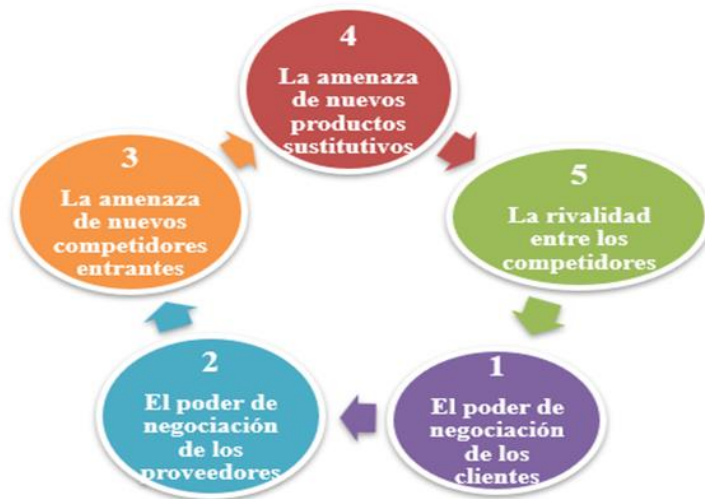 4
La amenaza
de nuevos
productos
sustitutivos
3
La amenaza
de nuevos
competidores
entrantes
5
La rivalidad
entre los
competidores
2
El poder de
negociación
de los
proveedores
1
El poder de
negociación
de los
clientes